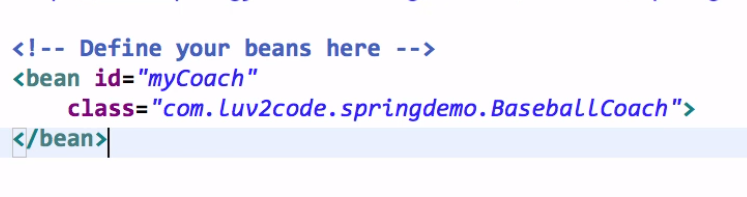 <!-- Define your beans here -->
<bean id="myCoach"
class="com.luv2code.springdemo.BaseballCoach">
</bean>